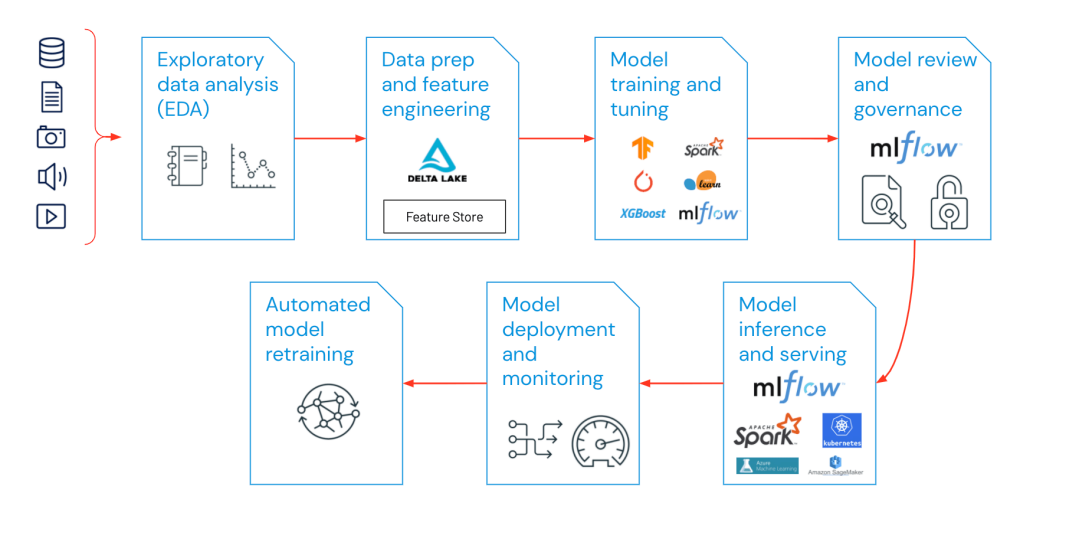 Exploratory
data analysis
(EDA)
Data prep
and feature
engineering
DELTA LAKE
Feature Store
Model
training and
tuning
APACHE
Spark
learn
XGBoost
mlflow
Model review
and
governance
mlflow
Automated
model
retraining
Model
deployment
and
monitoring
Model
inference
and serving
mlflow
APACHE
Spark
kubernetes
Azure
Machine Learning
Amazon SageMaker